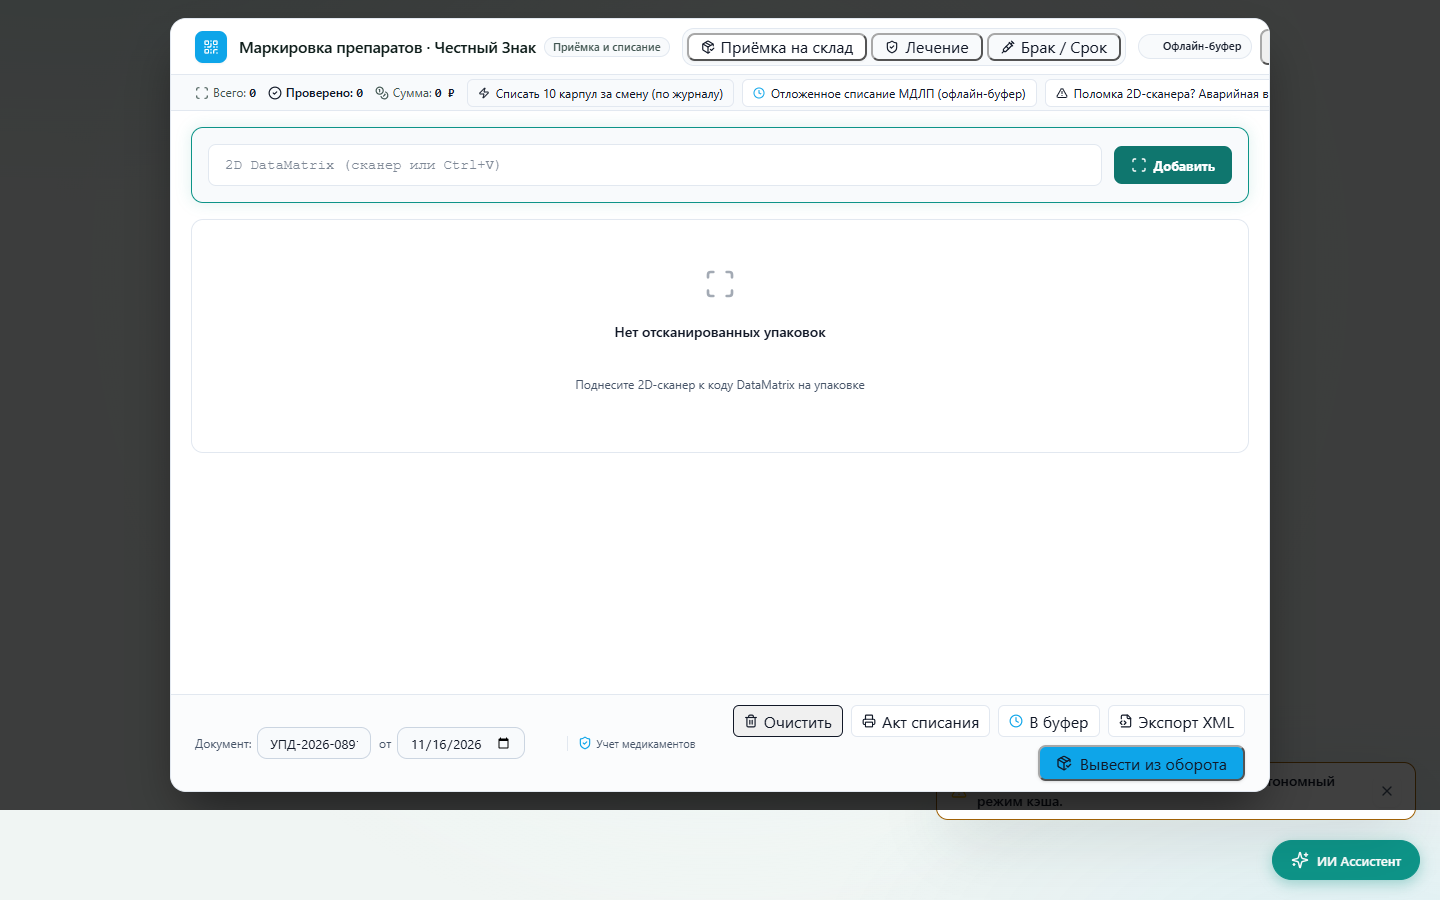 Маркировка препаратов · Честный Знак
Приёмка и списание
Приёмка на склад
Лечение
Брак / Срок
Офлайн-буфер
Всего: 0
Проверено: 0
Сумма: 0 ₽
Списать 10 карпул за смену (по журналу)
Отложенное списание МДЛП (офлайн-буфер)
Поломка 2D-сканера? Аварийная в
2D DataMatrix (сканер или Ctrl+V)
Добавить
Нет отсканированных упаковок
Поднесите 2D-сканер к коду DataMatrix на упаковке
Очистить
Акт списания
В буфер
Экспорт XML
Документ:
УПД-2026-089
от
11/16/2026
Учет медикаментов
Вывести из оборота
тономный
режим кэша.
ИИ Ассистент